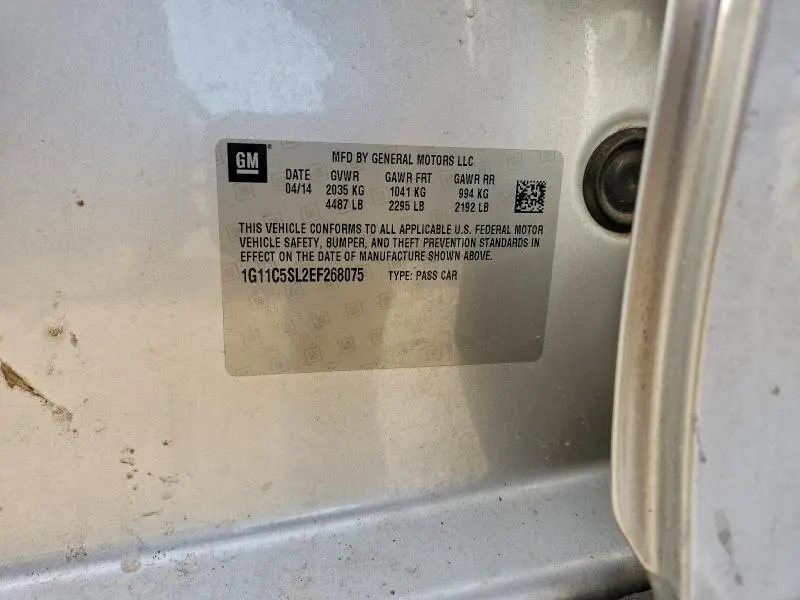 GM® MFD BY GENERAL MOTORS LLC
DATE GVWR GAWR FRT GAWR RR
04/14 2035 KG 1041 KG 994 KG
4487 LB 2295 LB 2192 LB
THIS VEHICLE CONFORMS TO ALL APPLICABLE U.S. FEDERAL MOTOR
VEHICLE SAFETY, BUMPER, AND THEFT PREVENTION STANDARDS IN
EFFECT ON THE DATE OF MANUFACTURE SHOWN ABOVE.
1G11C5SL2EF268075 TYPE: PASS CAR